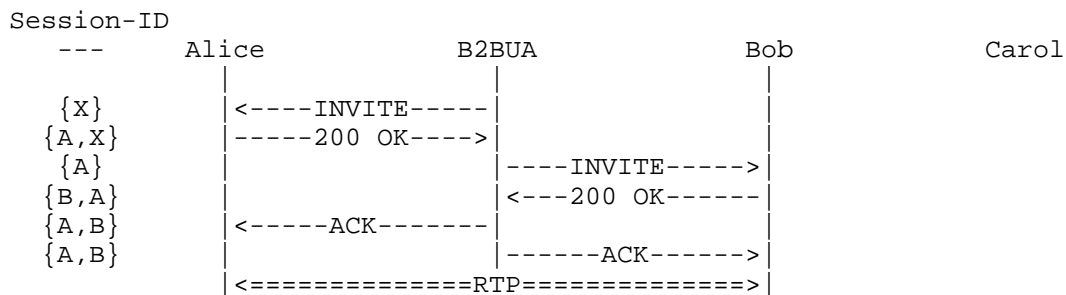 Session-ID
--- Alice B2BUA Bob Carol
| | |
{X} |<----INVITE-----| |
{A,X} |-----200 OK---->| |
{A} | |----INVITE----->|
{B,A} | |<---200 OK------|
{A,B} |<-----ACK-------| |
{A,B} | |------ACK------>|
|<==============RTP==============>|